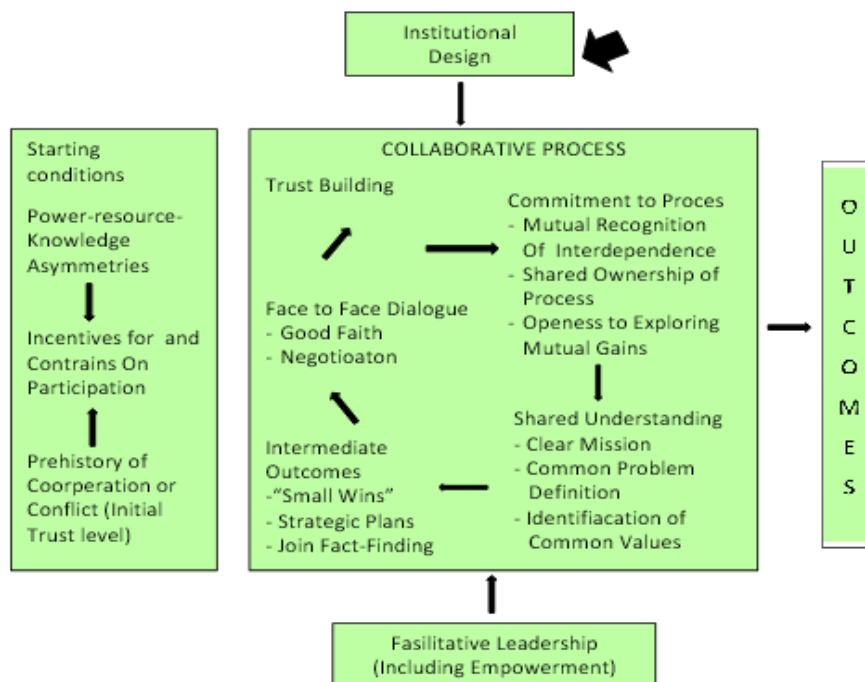 Institutional
Design
Starting
conditions
Power-resource-
Knowledge
Asymmetries
Incentives for and
Contrains On
Participation
Prehistory of
Coorperation or
Conflict (Initial
Trust level)
COLLABORATIVE PROCESS
Trust Building
Commitment to Proces
- Mutual Recognition
Of Interdependence
- Shared Ownership of
Process
- Openess to Exploring
Mutual Gains
Face to Face Dialogue
- Good Faith
- Negotioaton
Shared Understanding
- Clear Mission
- Common Problem
Definition
- Identifiacation of
Common Values
Intermediate
Outcomes
-“Small Wins”
- Strategic Plans
- Join Fact-Finding
O
U
T
C
O
M
E
S
Fasilitative Leadership
(Including Empowerment)